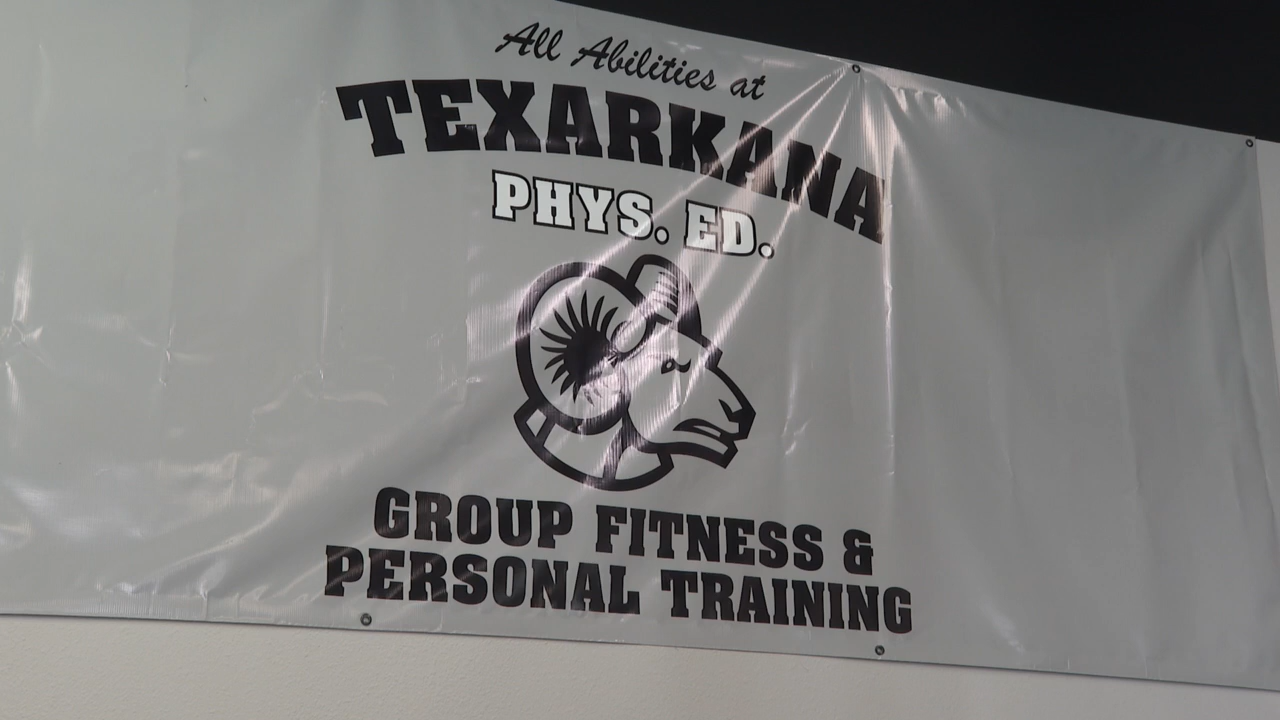 All Abilities at
TEXARKANA
PHYS. ED.
GROUP FITNESS &
PERSONAL TRAINING